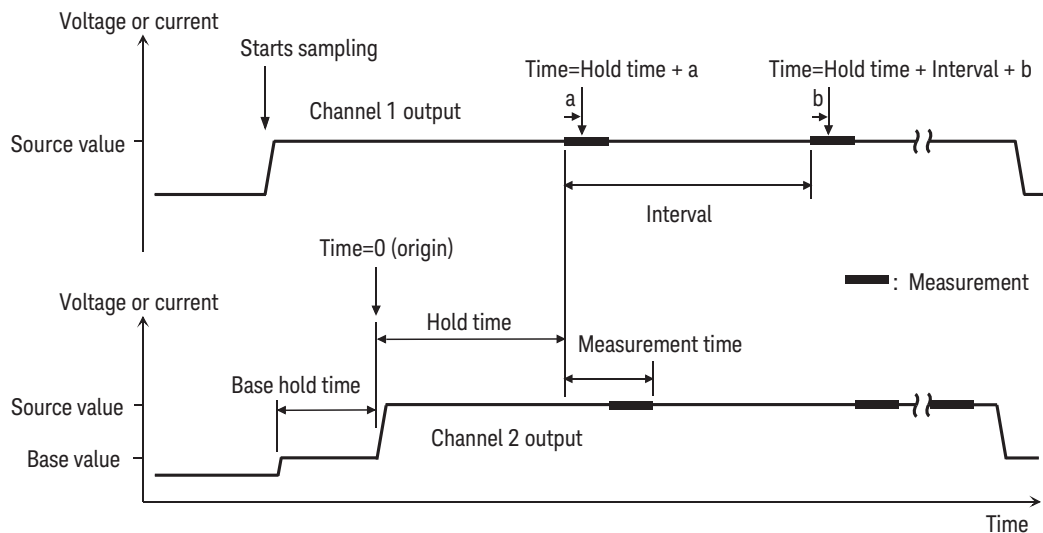 Voltage or current
Starts sampling
Time=Hold time + a
Time=Hold time + Interval + b
a
b
Channel 1 output
Source value
Interval
Time=0 (origin)
: Measurement
Voltage or current
Hold time
Measurement time
Base hold time
Source value
Channel 2 output
Base value
Time